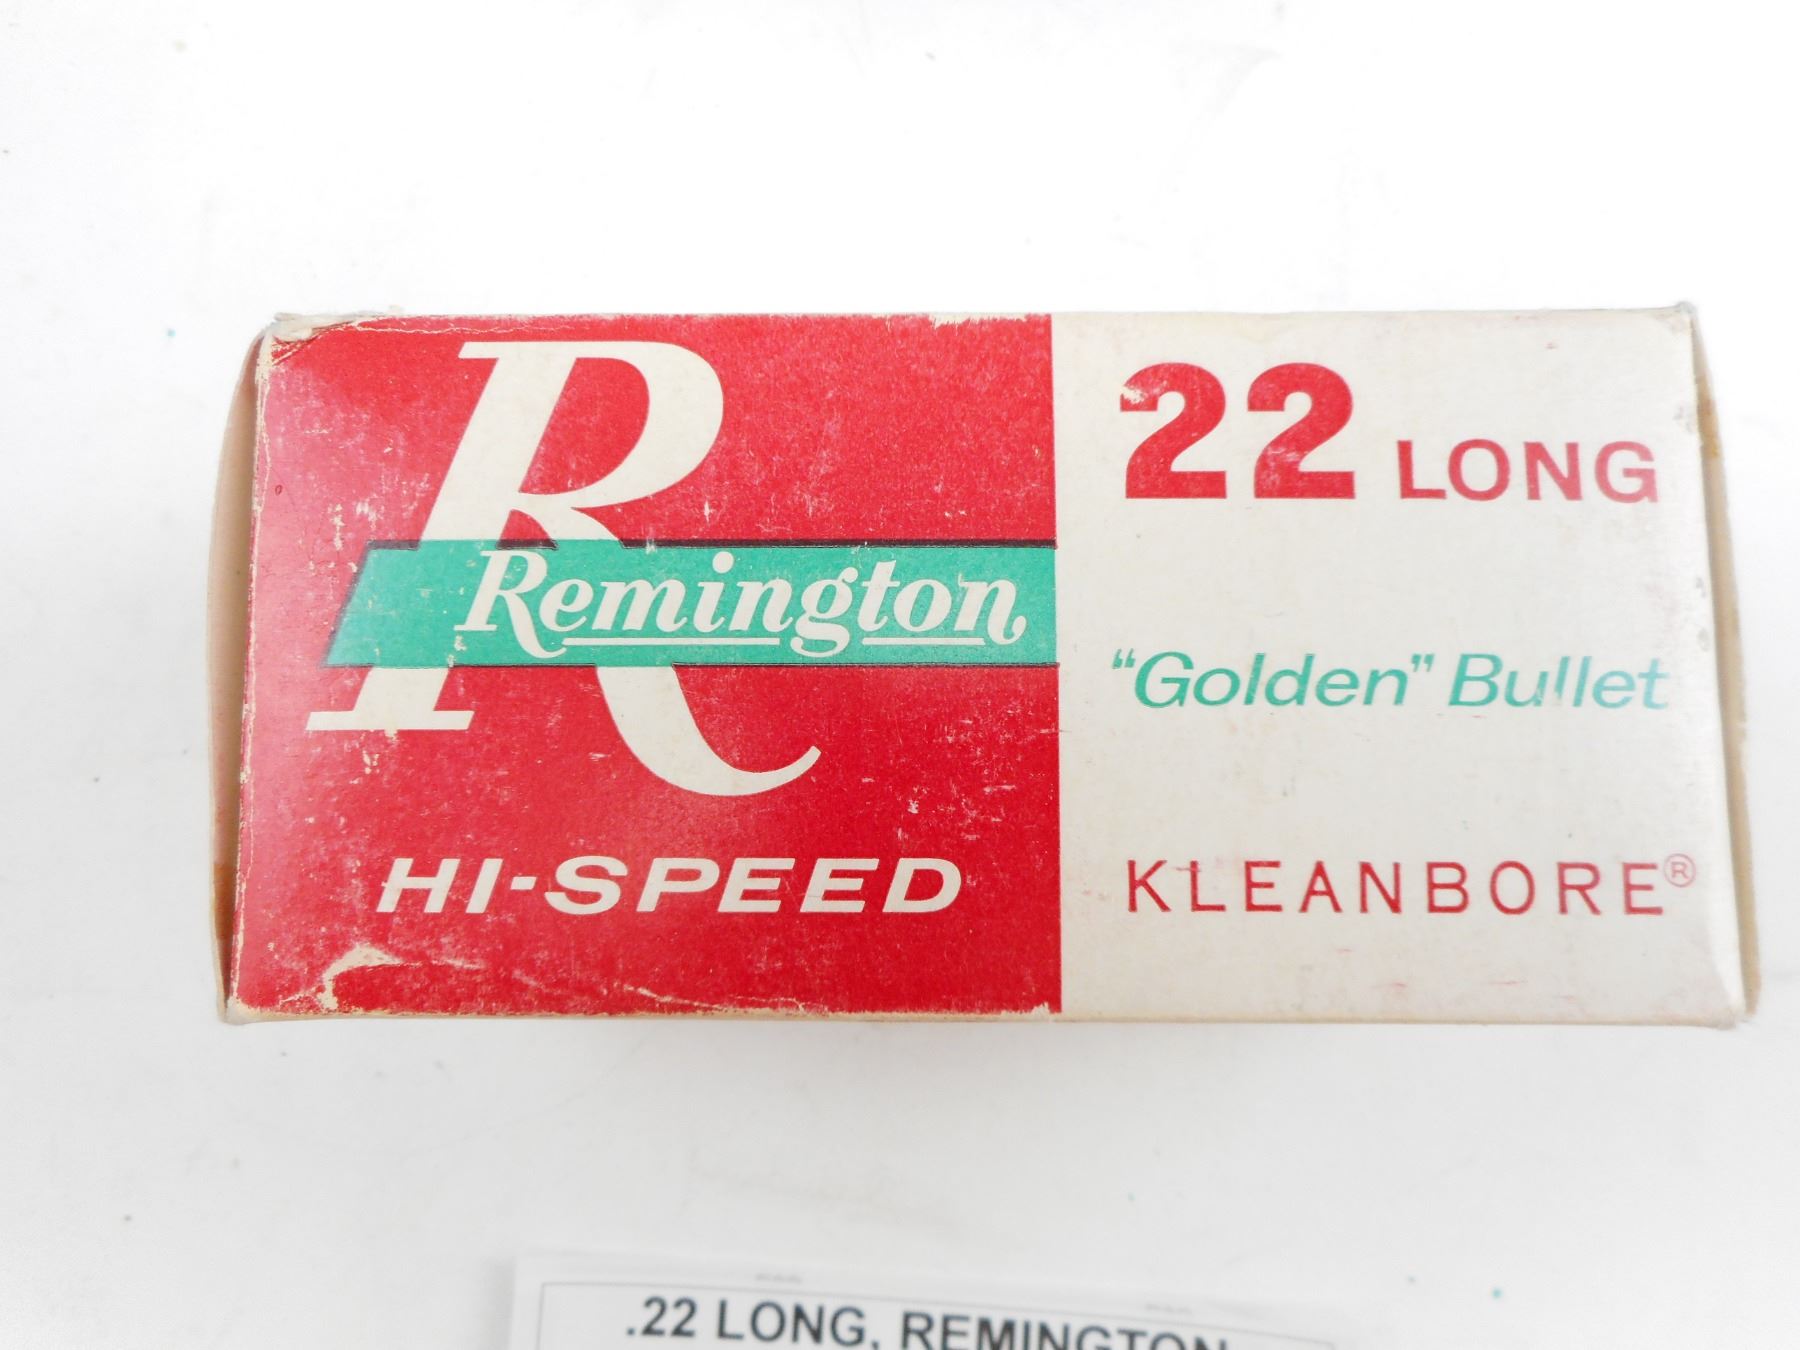 R
Remington
HI-SPEED
22 LONG
"Golden" Bullet
KLEANBORE®
.22 LONG, REMINGTON